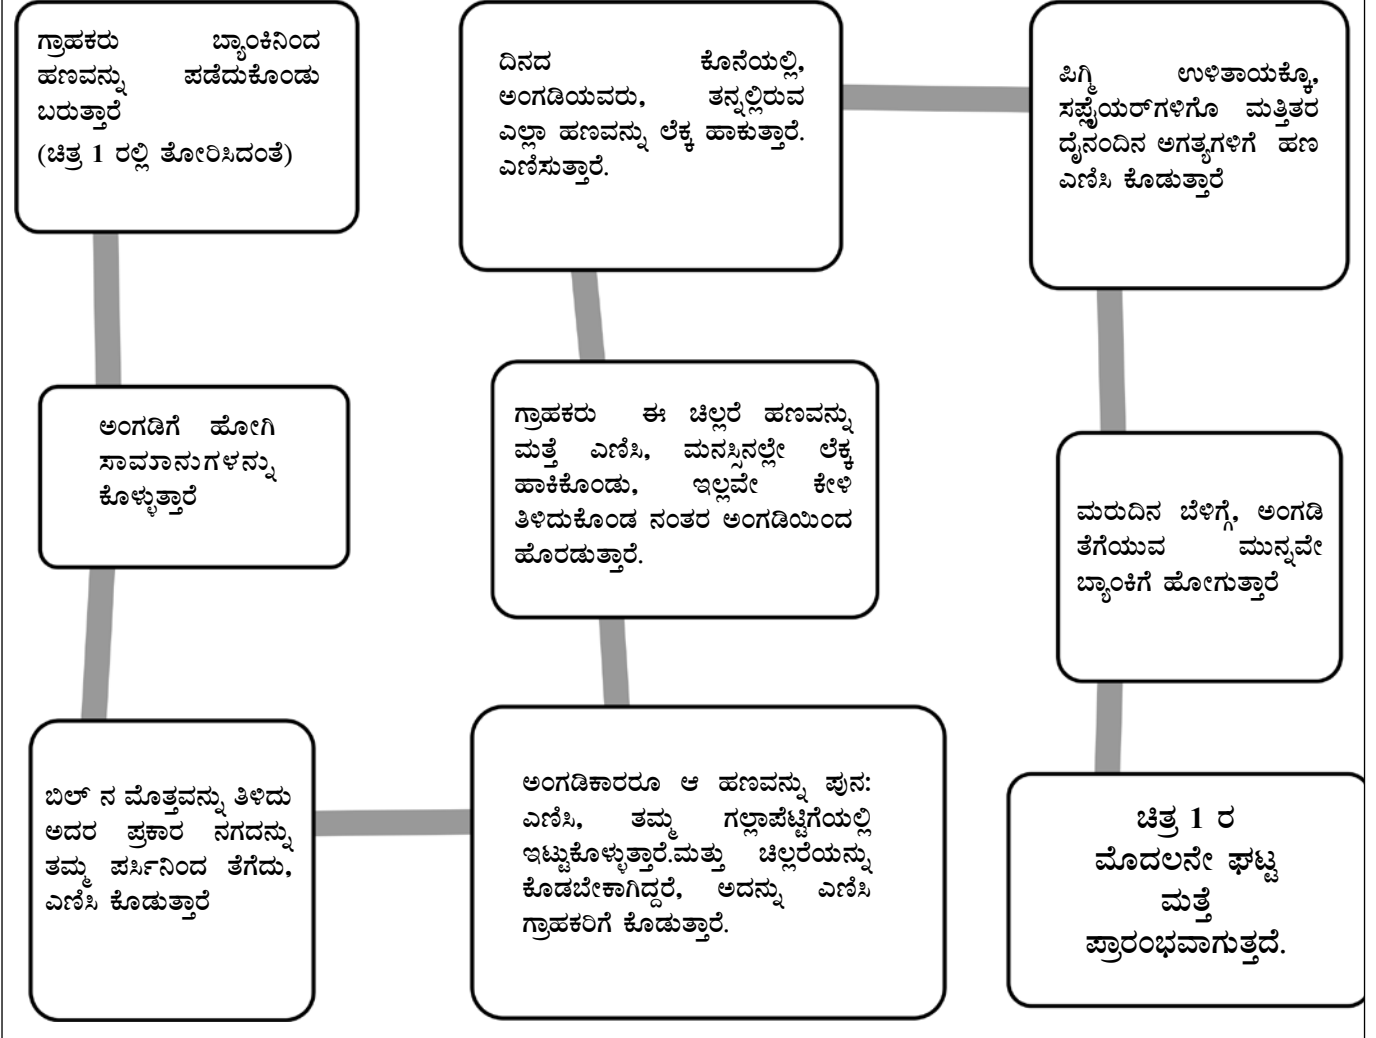 ಗ್ರಾಹಕರು ಬ್ಯಾಂಕಿನಿಂದ
ಹಣವನ್ನು ಪಡೆದುಕೊಂಡು
ಬರುತ್ತಾರೆ
(ಚಿತ್ರ 1 ರಲ್ಲಿ ತೋರಿಸಿದಂತೆ)
ಅಂಗಡಿಗೆ ಹೋಗಿ
ಸಾಮಾನುಗಳನ್ನು
ಕೊಳ್ಳುತ್ತಾರೆ
ಬಿಲ್ ನ ಮೊತ್ತವನ್ನು ತಿಳಿದು
ಅದರ ಪ್ರಕಾರ ನಗದನ್ನು
ತಮ್ಮ ಪರ್ಸಿನಿಂದ ತೆಗೆದು,
ಎಣಿಸಿ ಕೊಡುತ್ತಾರೆ
ಅಂಗಡಿಕಾರರೂ ಆ ಹಣವನ್ನು ಪುನ:
ಎಣಿಸಿ, ತಮ್ಮ ಗಲ್ಲಾಪೆಟ್ಟಿಗೆಯಲ್ಲಿ
ಇಟ್ಟುಕೊಳ್ಳುತ್ತಾರೆ.ಮತ್ತು ಚಿಲ್ಲರೆಯನ್ನು
ಕೊಡಬೇಕಾಗಿದ್ದರೆ, ಅದನ್ನು ಎಣಿಸಿ
ಗ್ರಾಹಕರಿಗೆ ಕೊಡುತ್ತಾರೆ.
ಗ್ರಾಹಕರು ಈ ಚಿಲ್ಲರೆ ಹಣವನ್ನು
ಮತ್ತೆ ಎಣಿಸಿ, ಮನಸ್ಸಿನಲ್ಲೇ ಲೆಕ್ಕ
ಹಾಕಿಕೊಂಡು, ಇಲ್ಲವೇ ಕೇಳಿ
ತಿಳಿದುಕೊಂಡ ನಂತರ ಅಂಗಡಿಯಿಂದ
ಹೊರಡುತ್ತಾರೆ.
ದಿನದ ಕೊನೆಯಲ್ಲಿ,
ಅಂಗಡಿಯವರು, ತನ್ನಲ್ಲಿರುವ
ಎಲ್ಲಾ ಹಣವನ್ನು ಲೆಕ್ಕ ಹಾಕುತ್ತಾರೆ.
ಎಣಿಸುತ್ತಾರೆ.
ಪಿಗ್ಮಿ ಉಳಿತಾಯಕ್ಕೊ,
ಸಪ್ಲೈಯರ್‌ಗಳಿಗೊ ಮತ್ತಿತರ
ದೈನಂದಿನ ಅಗತ್ಯಗಳಿಗೆ ಹಣ
ಎಣಿಸಿ ಕೊಡುತ್ತಾರೆ
ಮರುದಿನ ಬೆಳಿಗ್ಗೆ, ಅಂಗಡಿ
ತೆಗೆಯುವ ಮುನ್ನವೇ
ಬ್ಯಾಂಕಿಗೆ ಹೋಗುತ್ತಾರೆ
ಚಿತ್ರ 1 ರ
ಮೊದಲನೇ ಘಟ್ಟ
ಮತ್ತೆ
ಪ್ರಾರಂಭವಾಗುತ್ತದೆ.